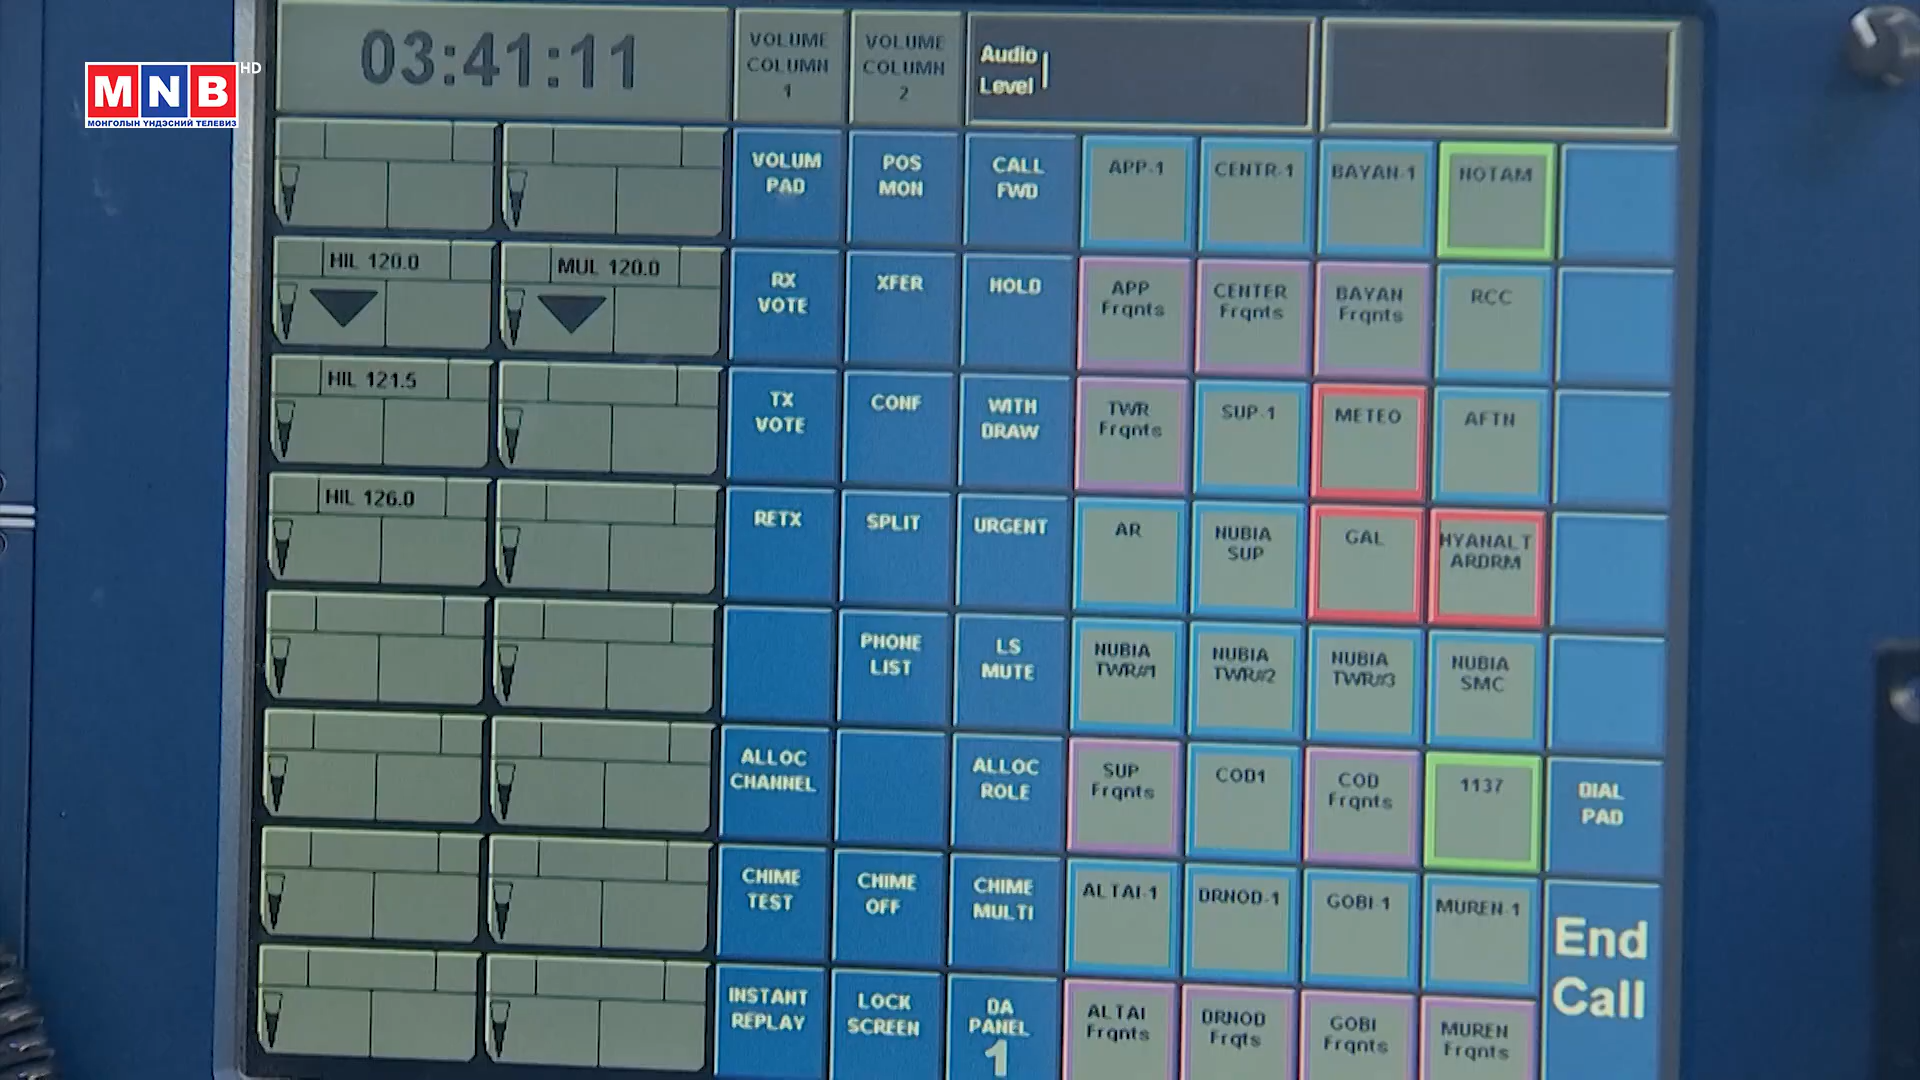 MNB HD
МОНГОЛЫН ҮНДЭСНИЙ ТЕЛЕВИЗ
03:41:11
VOLUME
COLUMN
1
VOLUME
COLUMN
2
Audio
Level
VOLUM
PAD
POS
MON
CALL
FWD
APP-1
CENTR-1
BAYAN-1
NOTAM
HIL 120.0
MUL 120.0
RX
VOTE
XFER
HOLD
APP
Frqnts
CENTER
Frqnts
BAYAN
Frqnts
RCC
HIL 121.5
TX
VOTE
CONF
WITH
DRAW
TWR
Frqnts
SUP-1
METEO
AFTN
HIL 126.0
RETX
SPLIT
URGENT
AR
NUBIA
SUP
GAL
HYANALT
ARDRM
PHONE
LIST
LS
MUTE
NUBIA
TWR#1
NUBIA
TWR#2
NUBIA
TWR#3
NUBIA
SMC
ALLOC
CHANNEL
ALLOC
ROLE
SUP
Frqnts
COD1
COD
Frqnts
1137
DIAL
PAD
CHIME
TEST
CHIME
OFF
CHIME
MULTI
ALTAI-1
DRNOD-1
GOBI-1
MUREN-1
End
Call
INSTANT
REPLAY
LOCK
SCREEN
DA
PANEL
1
ALTAI
Frqnts
DRNOD
Frqts
GOBI
Frqnts
MUREN
Frqnts